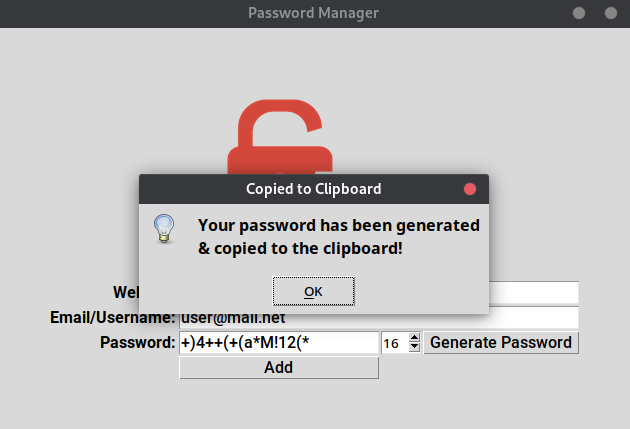 Password Manager
Copied to Clipboard
Your password has been generated
& copied to the clipboard!
OK
Email/Username: user@mail.net
Password: +)4++(+(a*M!12(* 16 Generate Password
Add